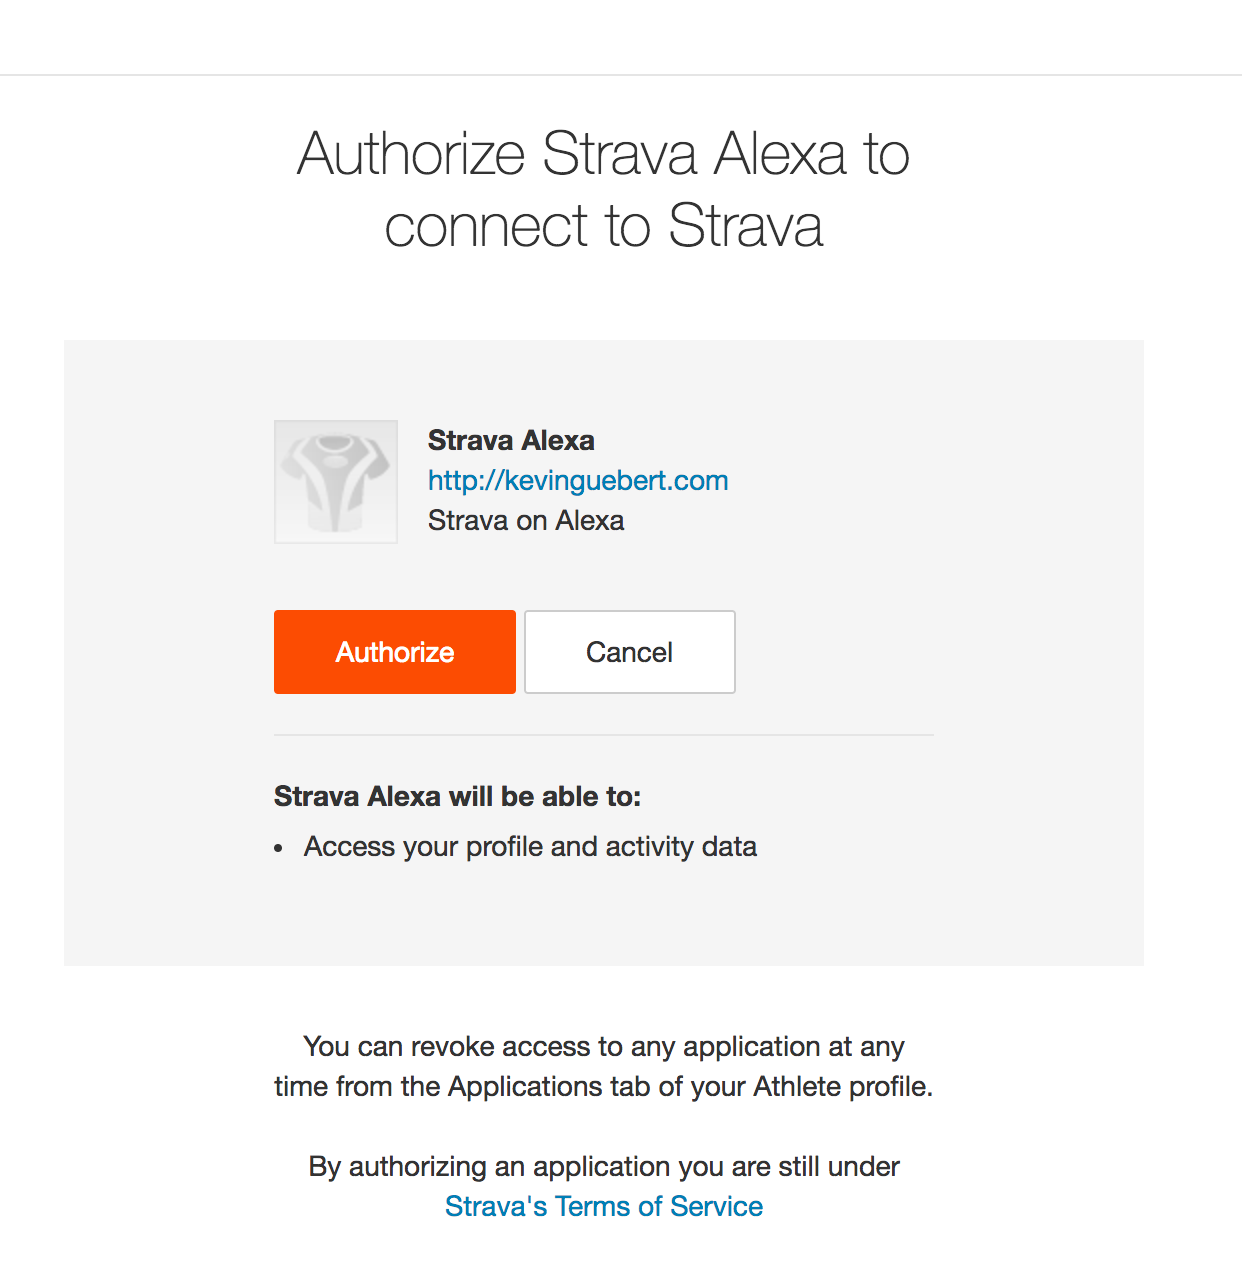 Authorize Strava Alexa to
connect to Strava
Strava Alexa
http://kevinguebert.com
Strava on Alexa
Authorize
Cancel
Strava Alexa will be able to:
• Access your profile and activity data
You can revoke access to any application at any
time from the Applications tab of your Athlete profile.
By authorizing an application you are still under
Strava's Terms of Service